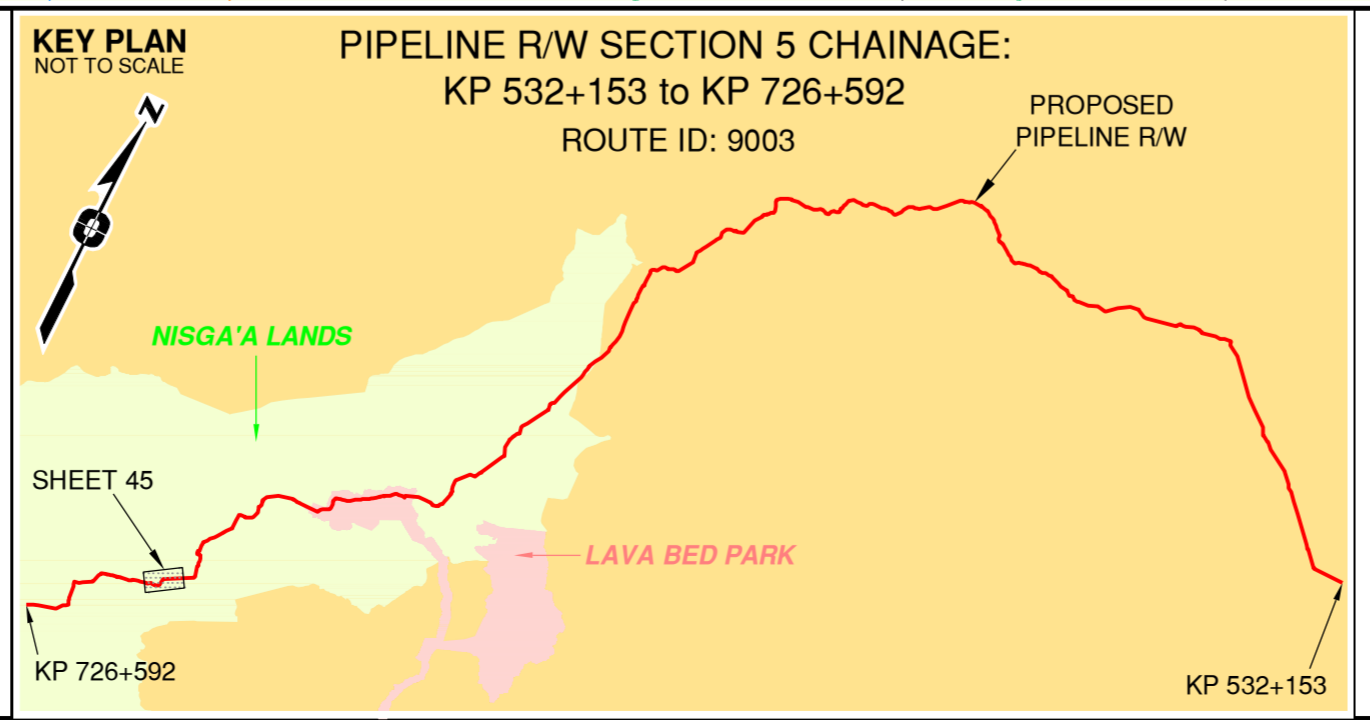 KEY PLAN
NOT TO SCALE
PIPELINE R/W SECTION 5 CHAINAGE:
KP 532+153 to KP 726+592
ROUTE ID: 9003
PROPOSED
PIPELINE R/W
N
NISGA'A LANDS
SHEET 45
LAVA BED PARK
KP 726+592
KP 532+153